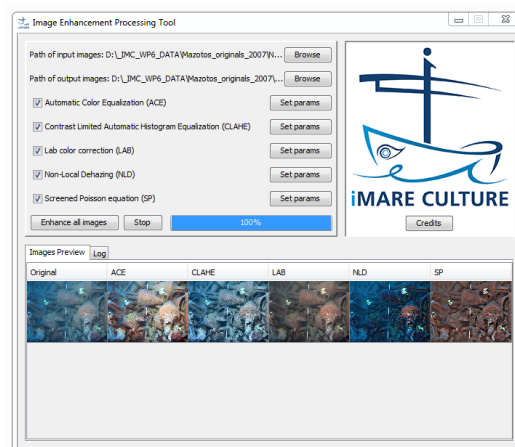 Image Enhancement Processing Tool
Path of input images: D:\_IMC_WP6_DATA\Mazotos_originals_2007\N... Browse
Path of output images: D:\_IMC_WP6_DATA\Mazotos_originals_2007\... Browse
Automatic Color Equalization (ACE) Set params
Contrast Limited Automatic Histogram Equalization (CLAHE) Set params
Lab color correction (LAB) Set params
Non-Local Dehazing (NLD) Set params
Screened Poisson equation (SP) Set params
Enhance all images Stop 100%
iMARE CULTURE
Credits
Images Preview Log
Original ACE CLAHE LAB NLD SP